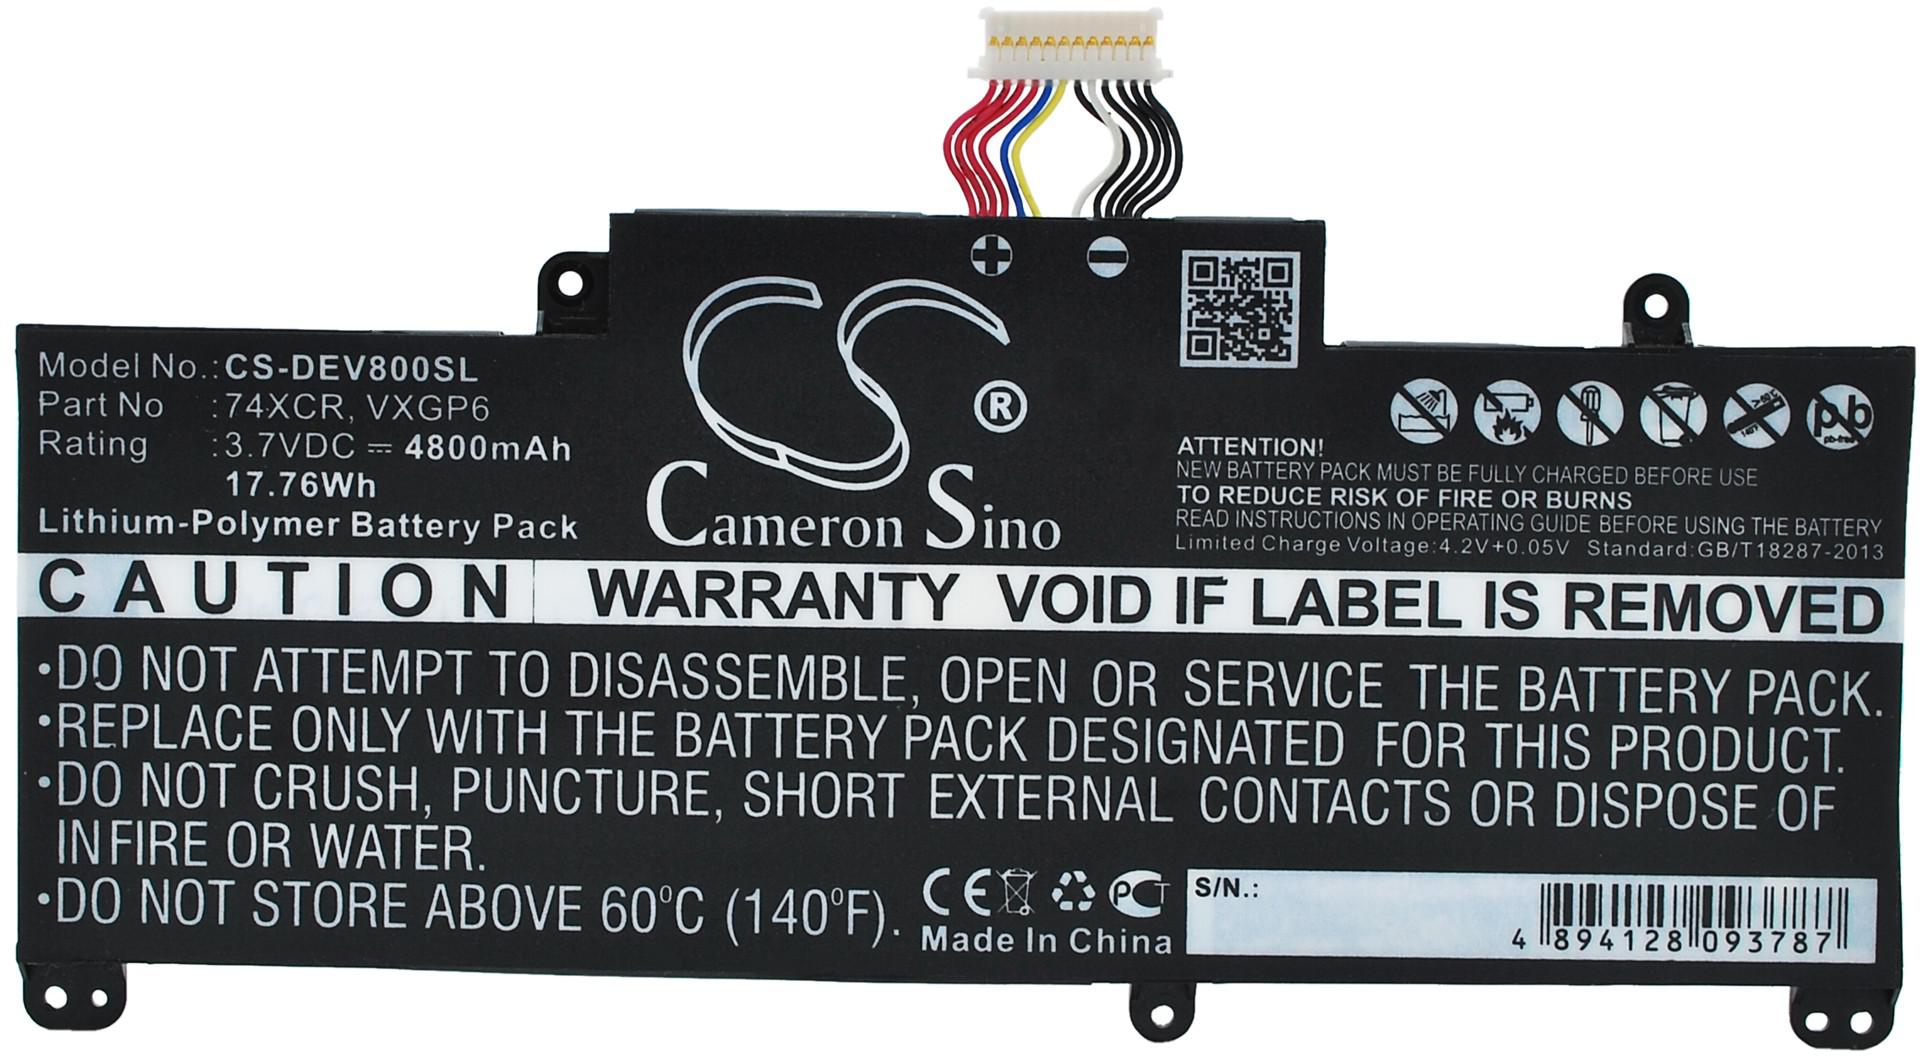 + −
CS ®
Cameron Sino
Model No.: CS-DEV800SL
Part No : 74XCR, VXGP6
Rating : 3.7VDC ⎓ 4800mAh
17.76Wh
Lithium-Polymer Battery Pack
pb
pb-free
ATTENTION!
NEW BATTERY PACK MUST BE FULLY CHARGED BEFORE USE
TO REDUCE RISK OF FIRE OR BURNS
READ INSTRUCTIONS IN OPERATING GUIDE BEFORE USING THE BATTERY
Limited Charge Voltage:4.2V+0.05V Standard:GB/T18287-2013
CAUTION WARRANTY VOID IF LABEL IS REMOVED
•DO NOT ATTEMPT TO DISASSEMBLE, OPEN OR SERVICE THE BATTERY PACK.
•REPLACE ONLY WITH THE BATTERY PACK DESIGNATED FOR THIS PRODUCT.
•DO NOT CRUSH, PUNCTURE, SHORT EXTERNAL CONTACTS OR DISPOSE OF
IN FIRE OR WATER.
•DO NOT STORE ABOVE 60°C (140°F).
CE PCT
Made In China
S/N.:
4 894128 093787